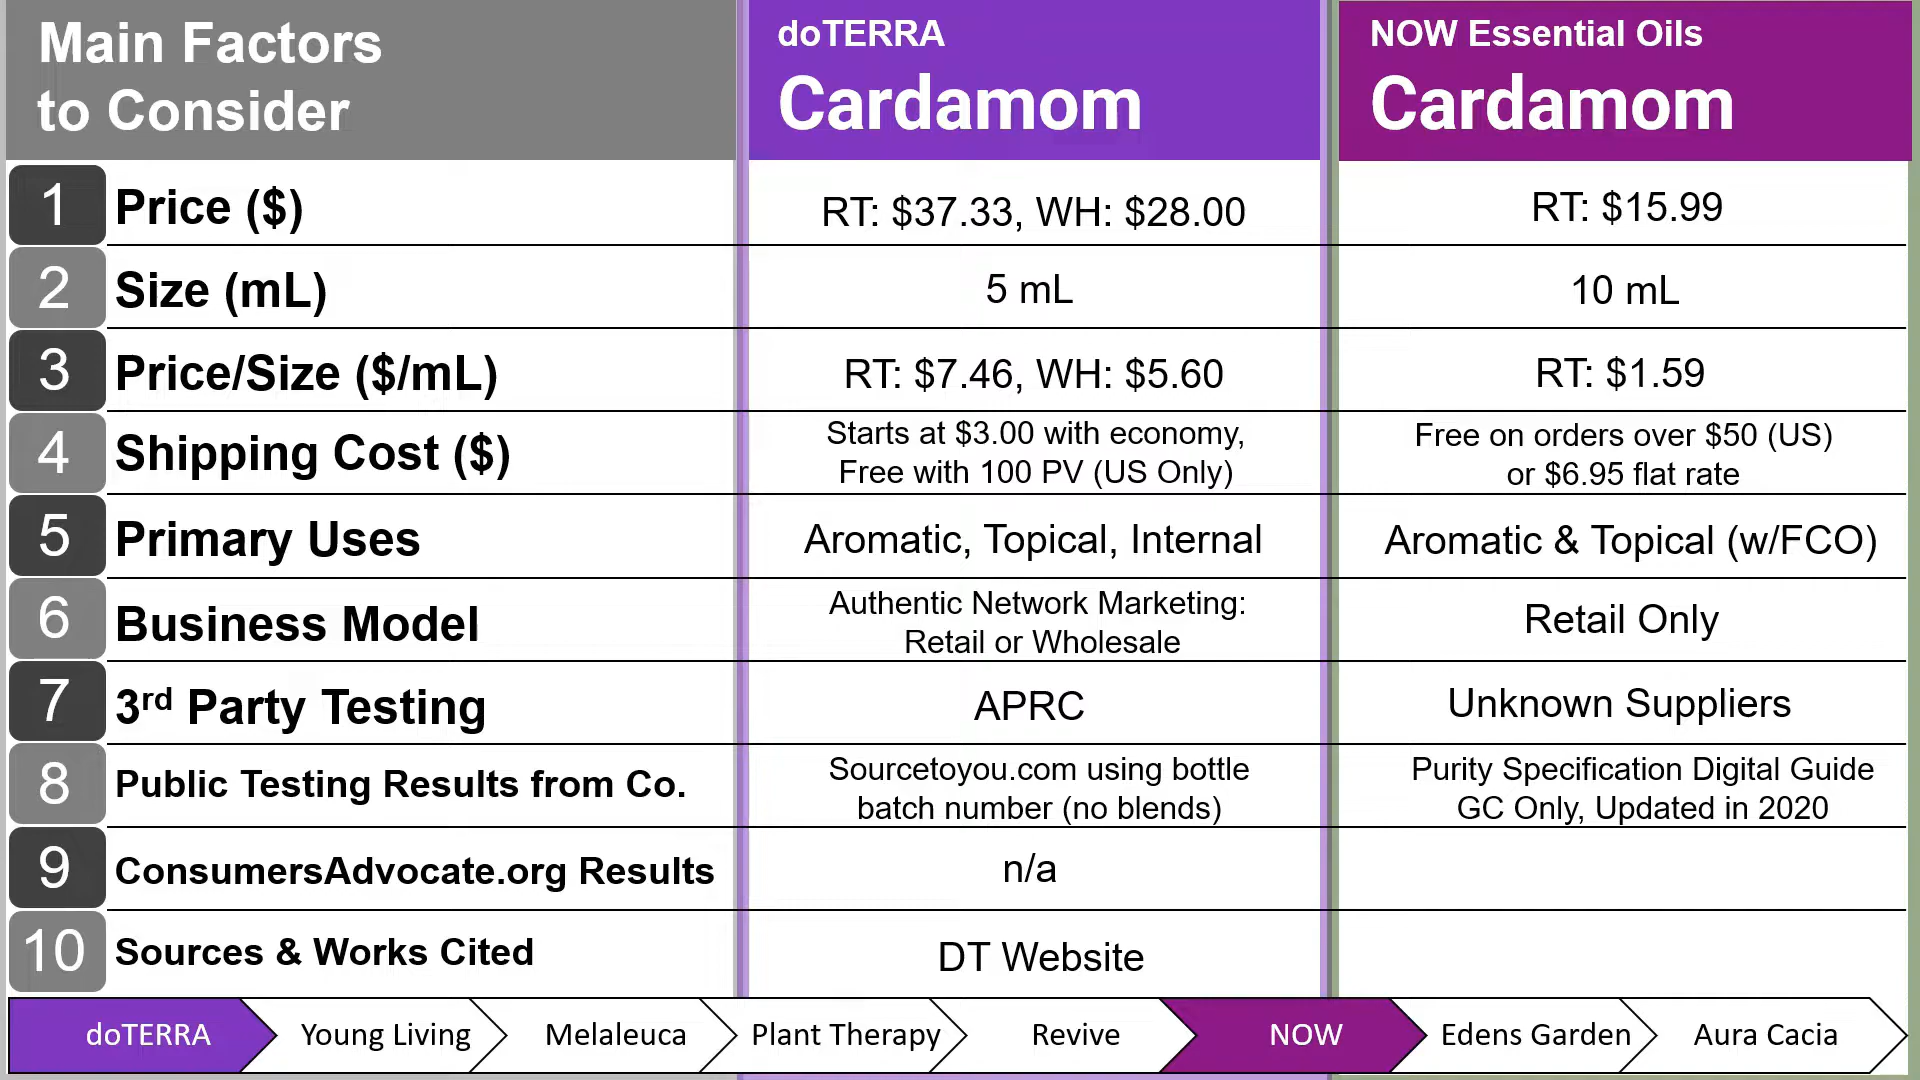 Main Factors
to Consider
doTERRA
Cardamom
NOW Essential Oils
Cardamom
1 Price ($) RT: $37.33, WH: $28.00 RT: $15.99
2 Size (mL) 5 mL 10 mL
3 Price/Size ($/mL) RT: $7.46, WH: $5.60 RT: $1.59
4 Shipping Cost ($)
Starts at $3.00 with economy,
Free with 100 PV (US Only)
Free on orders over $50 (US)
or $6.95 flat rate
5 Primary Uses Aromatic, Topical, Internal Aromatic & Topical (w/FCO)
6 Business Model
Authentic Network Marketing:
Retail or Wholesale
Retail Only
7 3rd Party Testing APRC Unknown Suppliers
8 Public Testing Results from Co.
Sourcetoyou.com using bottle
batch number (no blends)
Purity Specification Digital Guide
GC Only, Updated in 2020
9 ConsumersAdvocate.org Results n/a
10 Sources & Works Cited DT Website
doTERRA Young Living Melaleuca Plant Therapy Revive NOW Edens Garden Aura Cacia